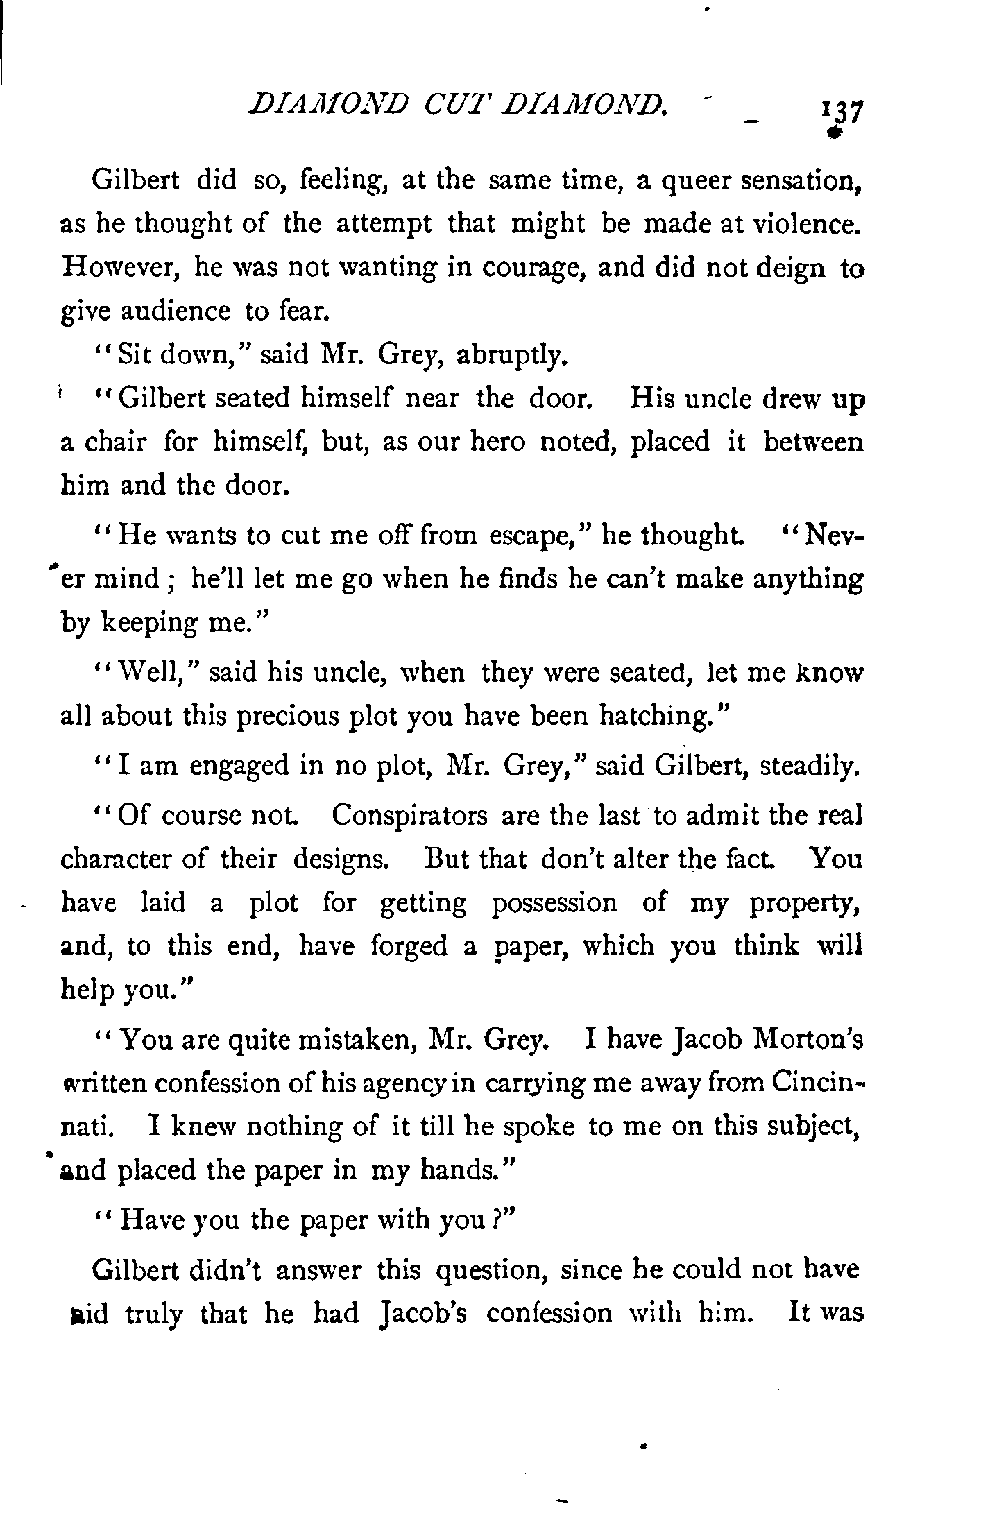 DIAMOND CUT DIAMOND. 137
Gilbert did so, feeling, at the same time, a queer sensation,
as he thought of the attempt that might be made at violence.
However, he was not wanting in courage, and did not deign to
give audience to fear.
"Sit down," said Mr. Grey, abruptly.
"Gilbert seated himself near the door. His uncle drew up
a chair for himself, but, as our hero noted, placed it between
him and the door.
"He wants to cut me off from escape," he thought. "Nev-
er mind; he'll let me go when he finds he can't make anything
by keeping me."
"Well," said his uncle, when they were seated, let me know
all about this precious plot you have been hatching."
"I am engaged in no plot, Mr. Grey," said Gilbert, steadily.
"Of course not. Conspirators are the last to admit the real
character of their designs. But that don't alter the fact. You
have laid a plot for getting possession of my property,
and, to this end, have forged a paper, which you think will
help you."
"You are quite mistaken, Mr. Grey. I have Jacob Morton's
written confession of his agency in carrying me away from Cincin-
nati. I knew nothing of it till he spoke to me on this subject,
and placed the paper in my hands."
"Have you the paper with you?"
Gilbert didn't answer this question, since he could not have
aid truly that he had Jacob's confession with him. It was